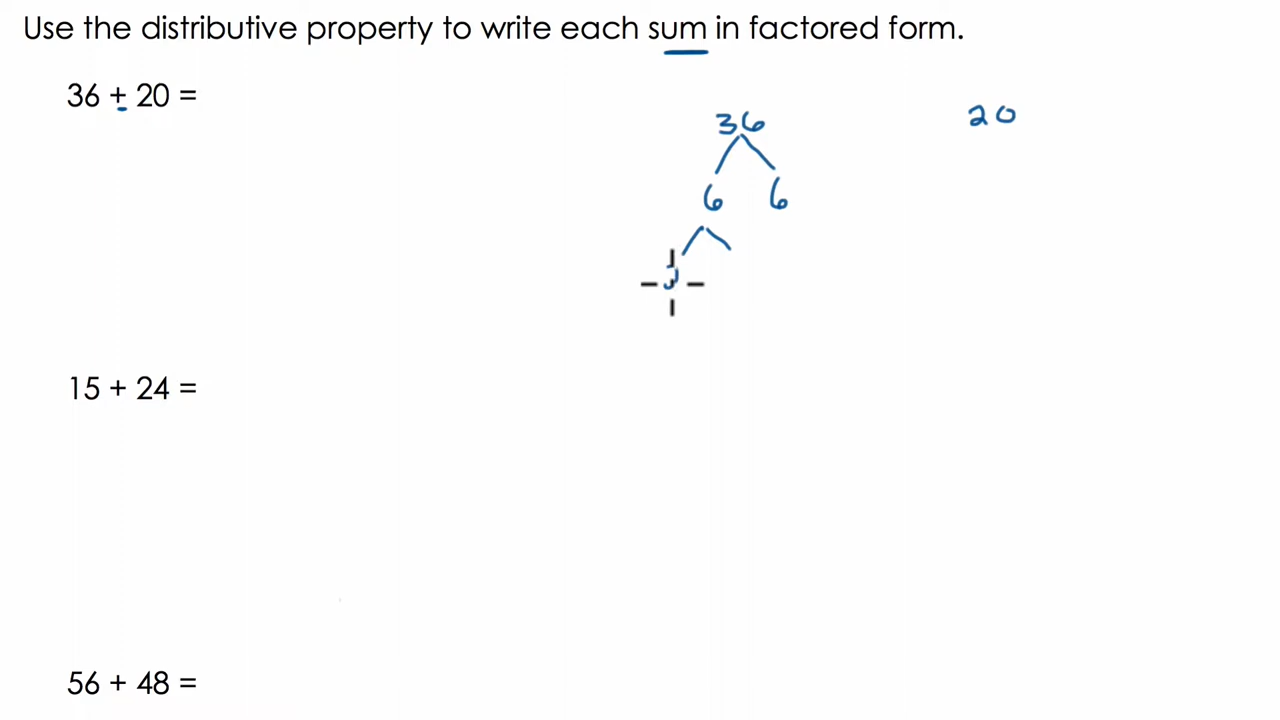 Use the distributive property to write each sum in factored form.
36 + 20 =
36 20
6 6
15 + 24 =
56 + 48 =